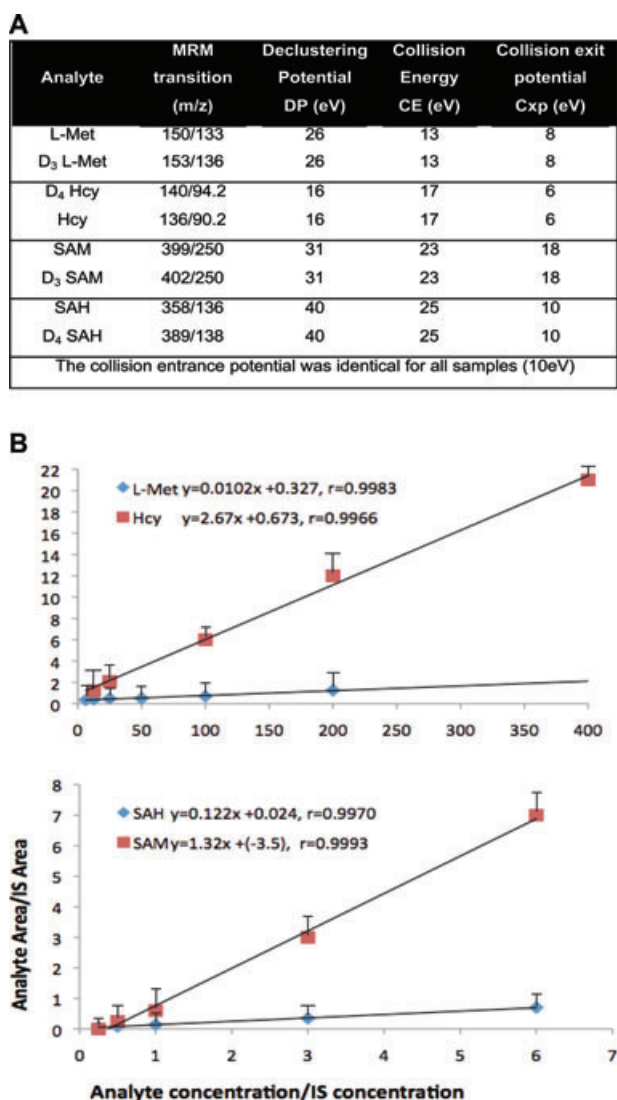 A
Analyte MRM transition (m/z) Declustering Potential DP (eV) Collision Energy CE (eV) Collision exit potential Cxp (eV)
L-Met 150/133 26 13 8
D3 L-Met 153/136 26 13 8
D4 Hcy 140/94.2 16 17 6
Hcy 136/90.2 16 17 6
SAM 399/250 31 23 18
D3 SAM 402/250 31 23 18
SAH 358/136 40 25 10
D4 SAH 389/138 40 25 10
The collision entrance potential was identical for all samples (10eV)
B
22
20
18
16
14
12
10
8
6
4
2
0
L-Met y=0.0102x +0.327, r=0.9983
Hcy y=2.67x +0.673, r=0.9966
0 50 100 150 200 250 300 350 400
Analyte Area/IS Area
8
7
6
5
4
3
2
1
0
SAH y=0.122x +0.024, r=0.9970
SAM y=1.32x +(-3.5), r=0.9993
0 1 2 3 4 5 6 7
Analyte concentration/IS concentration